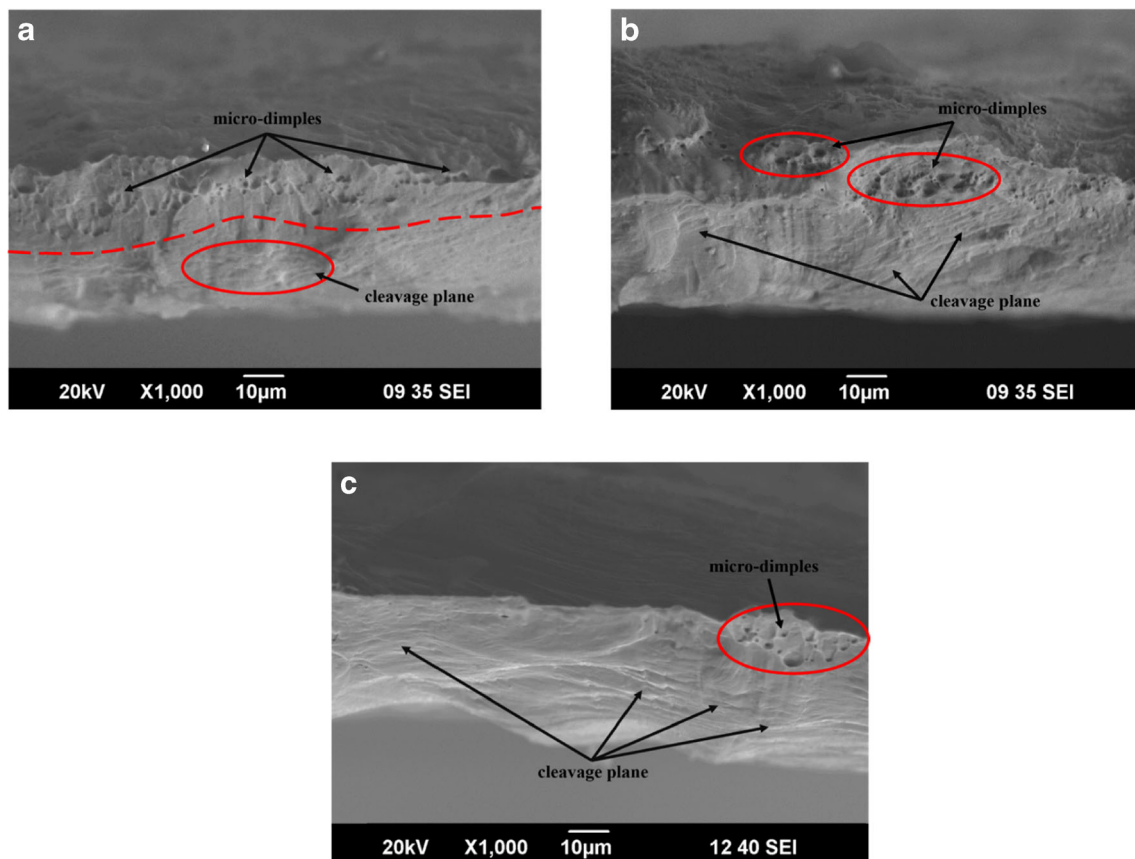 a
micro-dimples
cleavage plane
20kV X1,000 10µm 09 35 SEI
b
micro-dimples
cleavage plane
20kV X1,000 10µm 09 35 SEI
c
micro-dimples
cleavage plane
20kV X1,000 10µm 12 40 SEI